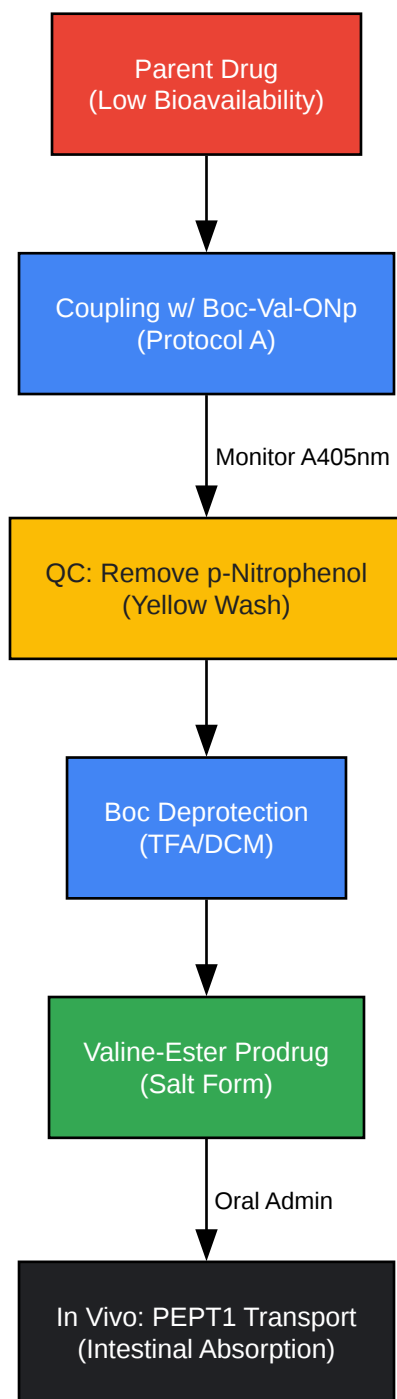 Parent Drug
(Low Bioavailability)
Coupling w/ Boc-Val-ONp
(Protocol A)
Monitor A405nm
QC: Remove p-Nitrophenol
(Yellow Wash)
Boc Deprotection
(TFA/DCM)
Valine-Ester Prodrug
(Salt Form)
Oral Admin
In Vivo: PEPT1 Transport
(Intestinal Absorption)